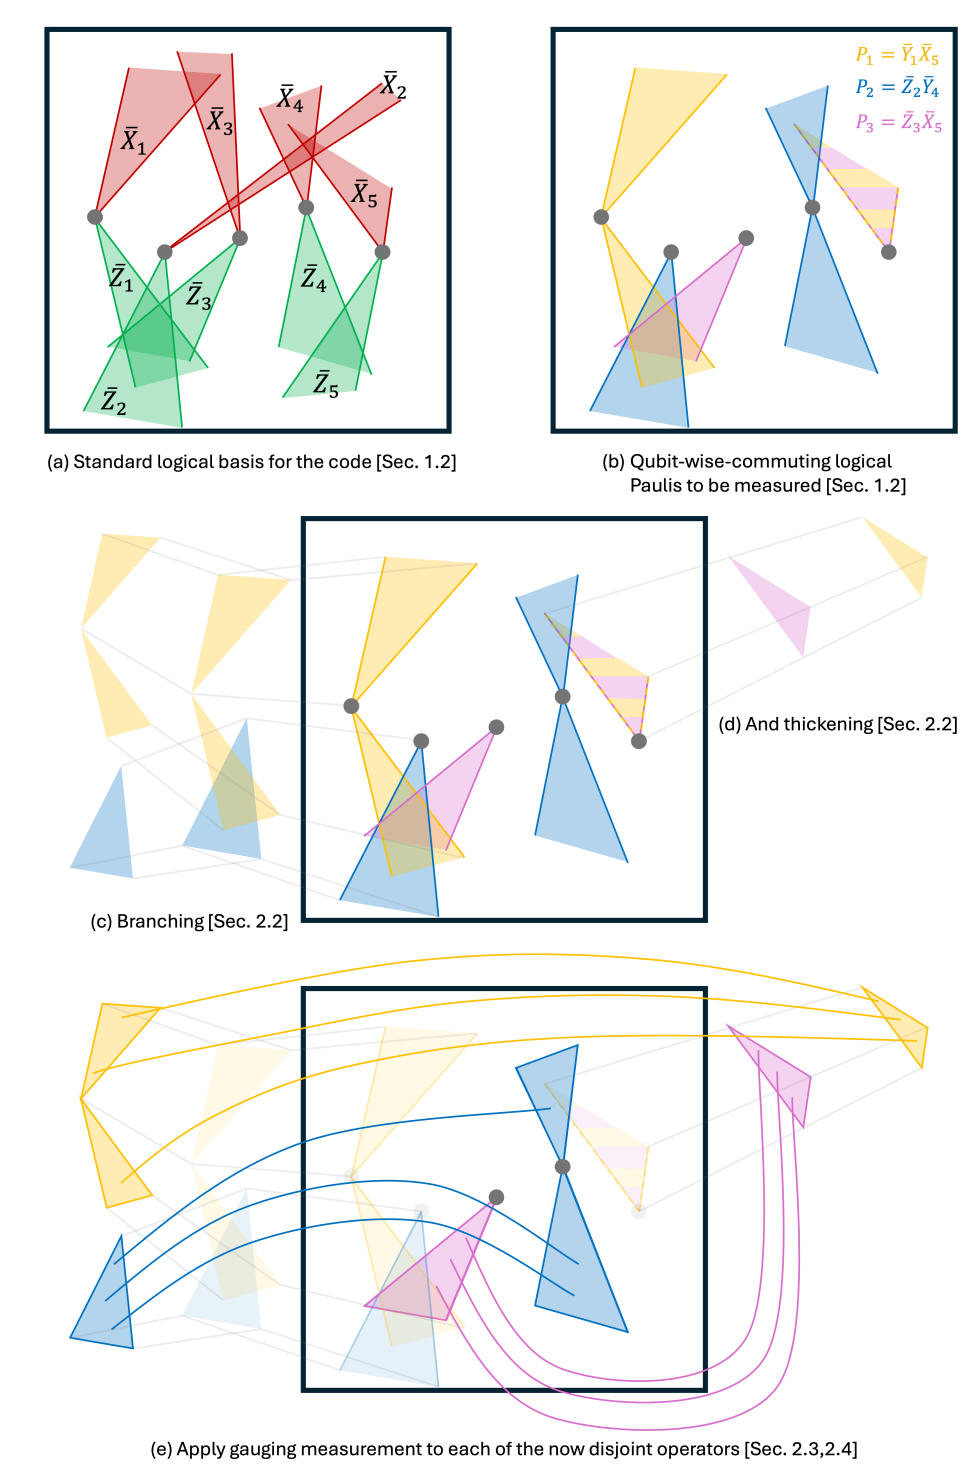 X̄₁
X̄₃
X̄₄
X̄₂
X̄₅
Z̄₁
Z̄₃
Z̄₄
Z̄₂
Z̄₅
P₁ = Ȳ₁X̄₅
P₂ = Z̄₂Ȳ₄
P₃ = Z̄₃X̄₅
(a) Standard logical basis for the code [Sec. 1.2]
(b) Qubit-wise-commuting logical
Paulis to be measured [Sec. 1.2]
(d) And thickening [Sec. 2.2]
(c) Branching [Sec. 2.2]
(e) Apply gauging measurement to each of the now disjoint operators [Sec. 2.3,2.4]